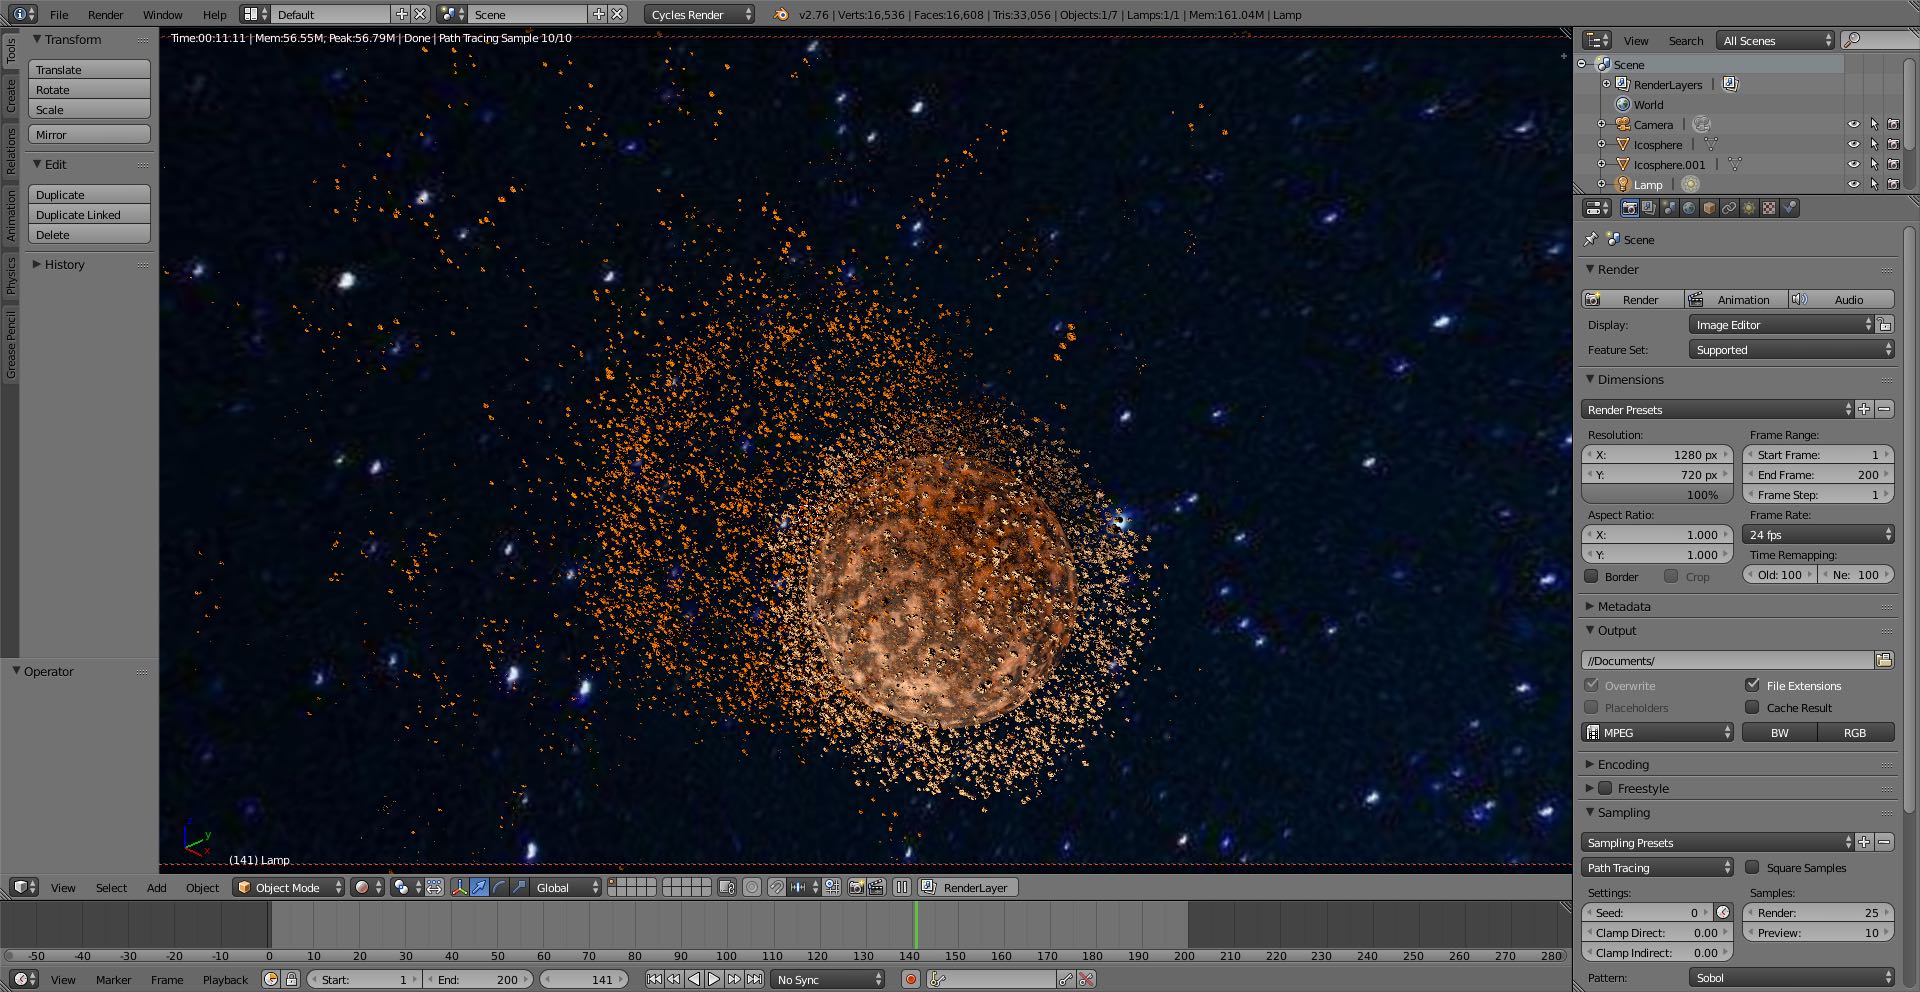 File Render Window Help Default Scene Cycles Render v2.76 | Verts:16,536 | Faces:16,608 | Tris:33,056 | Objects:1/7 | Lamps:1/1 | Mem:161.04M | Lamp
Time:00:11.11 | Mem:56.55M, Peak:56.79M | Done | Path Tracing Sample 10/10
Tools
Create
Relations
Animation
Physics
Grease Pencil
Transform
Translate
Rotate
Scale
Mirror
Edit
Duplicate
Duplicate Linked
Delete
History
Operator
z
y
x
(141) Lamp
View Select Add Object Object Mode Global RenderLayer
-50 -40 -30 -20 -10 0 10 20 30 40 50 60 70 80 90 100 110 120 130 140 150 160 170 180 190 200 210 220 230 240 250 260 270 280
View Marker Frame Playback Start: 1 End: 200 141 No Sync
View Search All Scenes
Scene
RenderLayers |
World
Camera |
Icosphere |
Icosphere.001 |
Lamp |
Scene
Render
Render Animation Audio
Display: Image Editor
Feature Set: Supported
Dimensions
Render Presets
Resolution: Frame Range:
X: 1280 px Start Frame: 1
Y: 720 px End Frame: 200
100% Frame Step: 1
Aspect Ratio: Frame Rate:
X: 1.000 24 fps
Y: 1.000 Time Remapping:
Border Crop Old: 100 Ne: 100
Metadata
Output
//Documents/
Overwrite File Extensions
Placeholders Cache Result
MPEG BW RGB
Encoding
Freestyle
Sampling
Sampling Presets
Path Tracing Square Samples
Settings: Samples:
Seed: 0 Render: 25
Clamp Direct: 0.00 Preview: 10
Clamp Indirect: 0.00
Pattern: Sobol